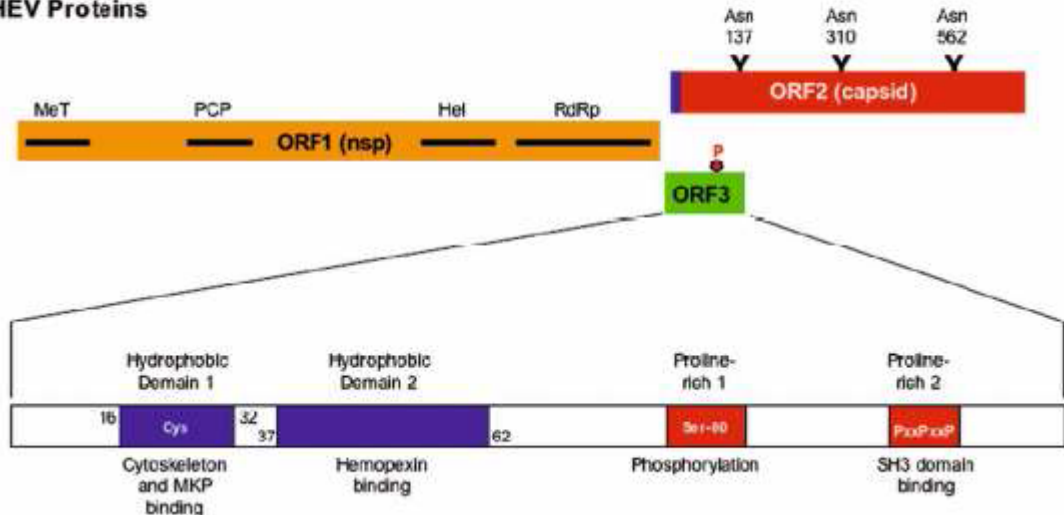 HEV Proteins
Asn Asn Asn
137 310 562
ORF2 (capsid)
MeT PCP Hel RdRp
ORF1 (nsp)
P
ORF3
Hydrophobic
Domain 1
Hydrophobic
Domain 2
Proline-
rich 1
Proline-
rich 2
16 Cys 32
37 62
Ser-80
PxxPxxP
Cytoskeleton
and MKP
binding
Hemopexin
binding
Phosphorylation
SH3 domain
binding